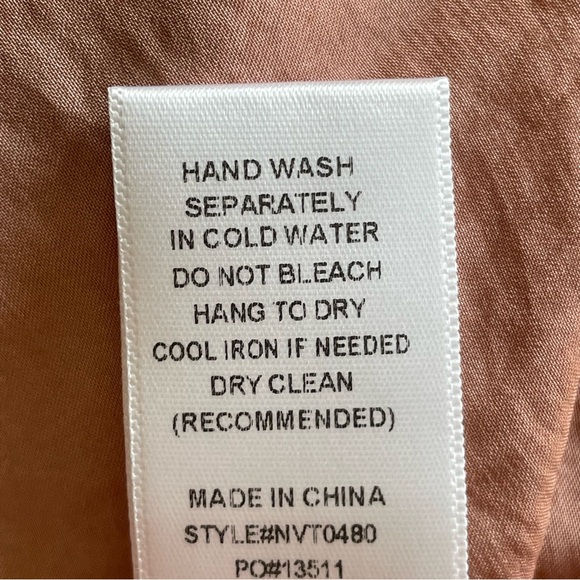 HAND WASH
SEPARATELY
IN COLD WATER
DO NOT BLEACH
HANG TO DRY
COOL IRON IF NEEDED
DRY CLEAN
(RECOMMENDED)
MADE IN CHINA
STYLE#NVT0480
PO#13511